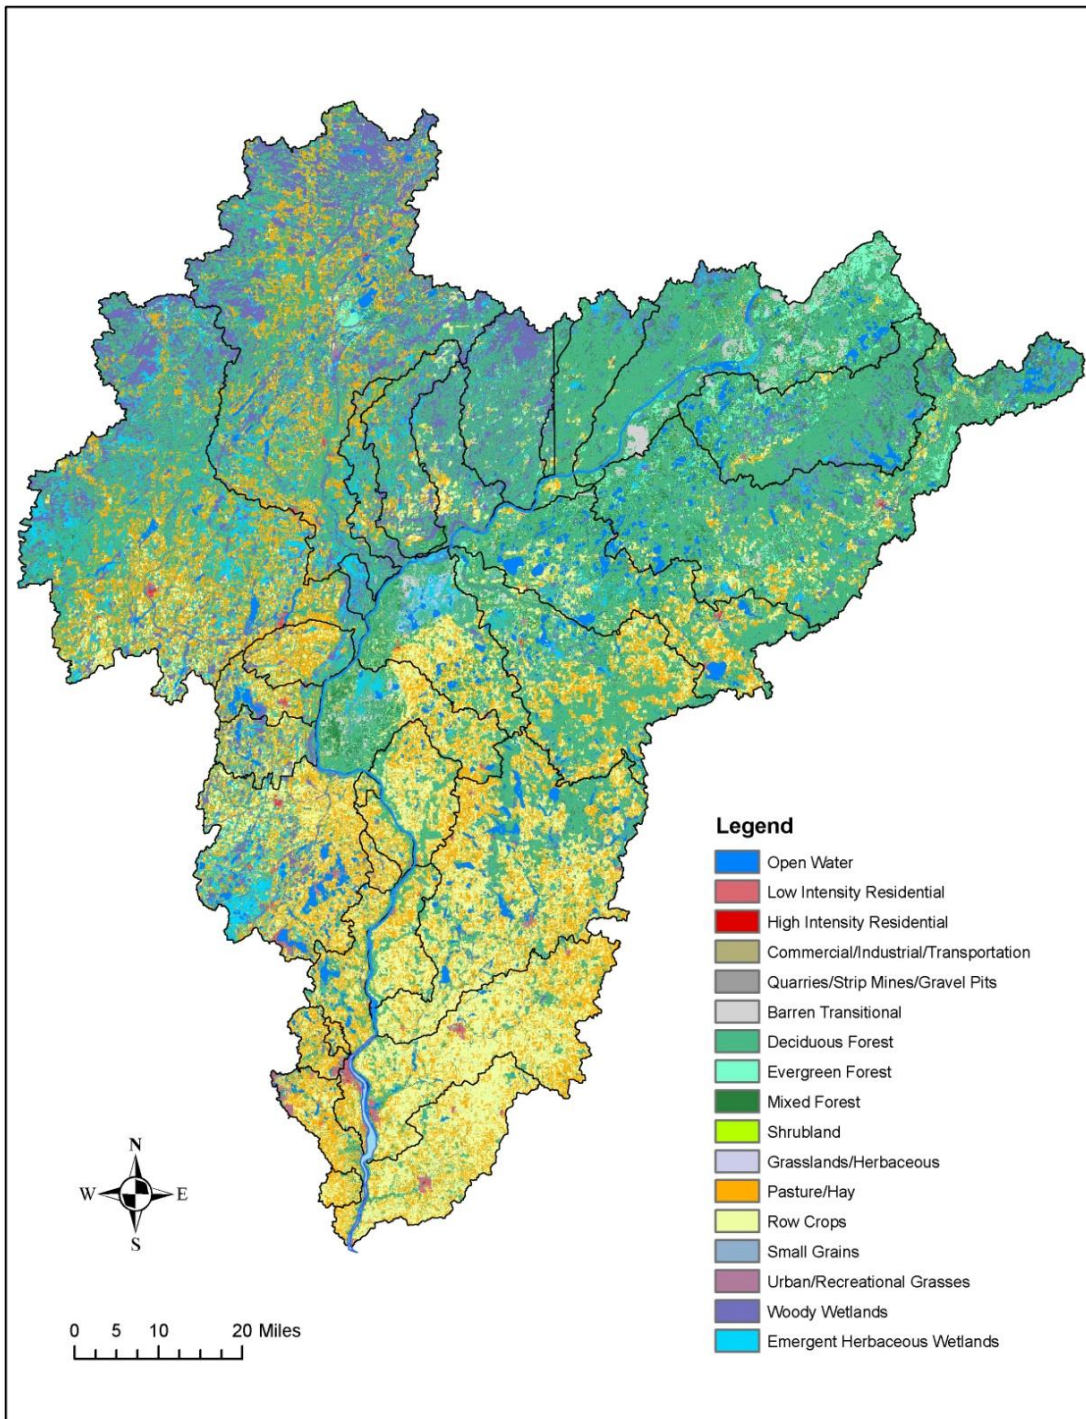 Legend
Open Water
Low Intensity Residential
High Intensity Residential
Commercial/Industrial/Transportation
Quarries/Strip Mines/Gravel Pits
Barren Transitional
Deciduous Forest
Evergreen Forest
Mixed Forest
Shrubland
Grasslands/Herbaceous
Pasture/Hay
Row Crops
Small Grains
Urban/Recreational Grasses
Woody Wetlands
Emergent Herbaceous Wetlands
N
W E
S
0 5 10 20 Miles